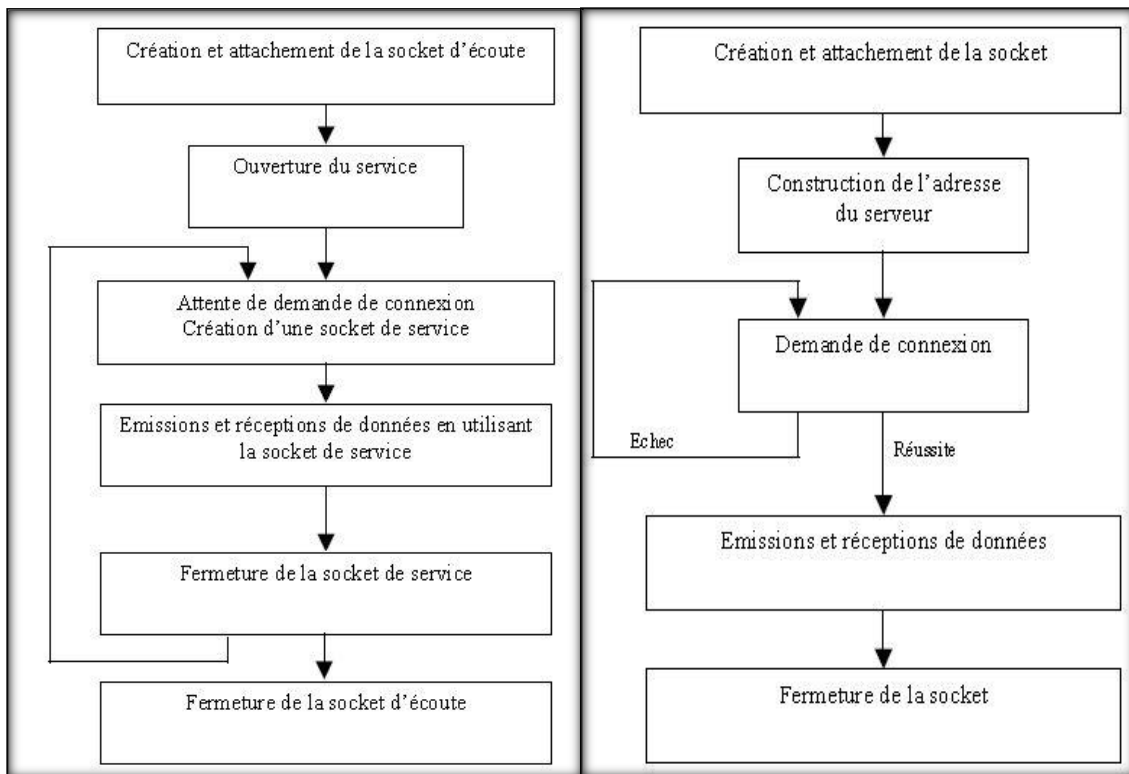 Création et attachement de la socket d'écoute
Ouverture du service
Attente de demande de connexion
Création d'une socket de service
Emissions et réceptions de données en utilisant
la socket de service
Fermeture de la socket de service
Fermeture de la socket d'écoute
Création et attachement de la socket
Construction de l'adresse
du serveur
Demande de connexion
Echec
Réussite
Emissions et réceptions de données
Fermeture de la socket